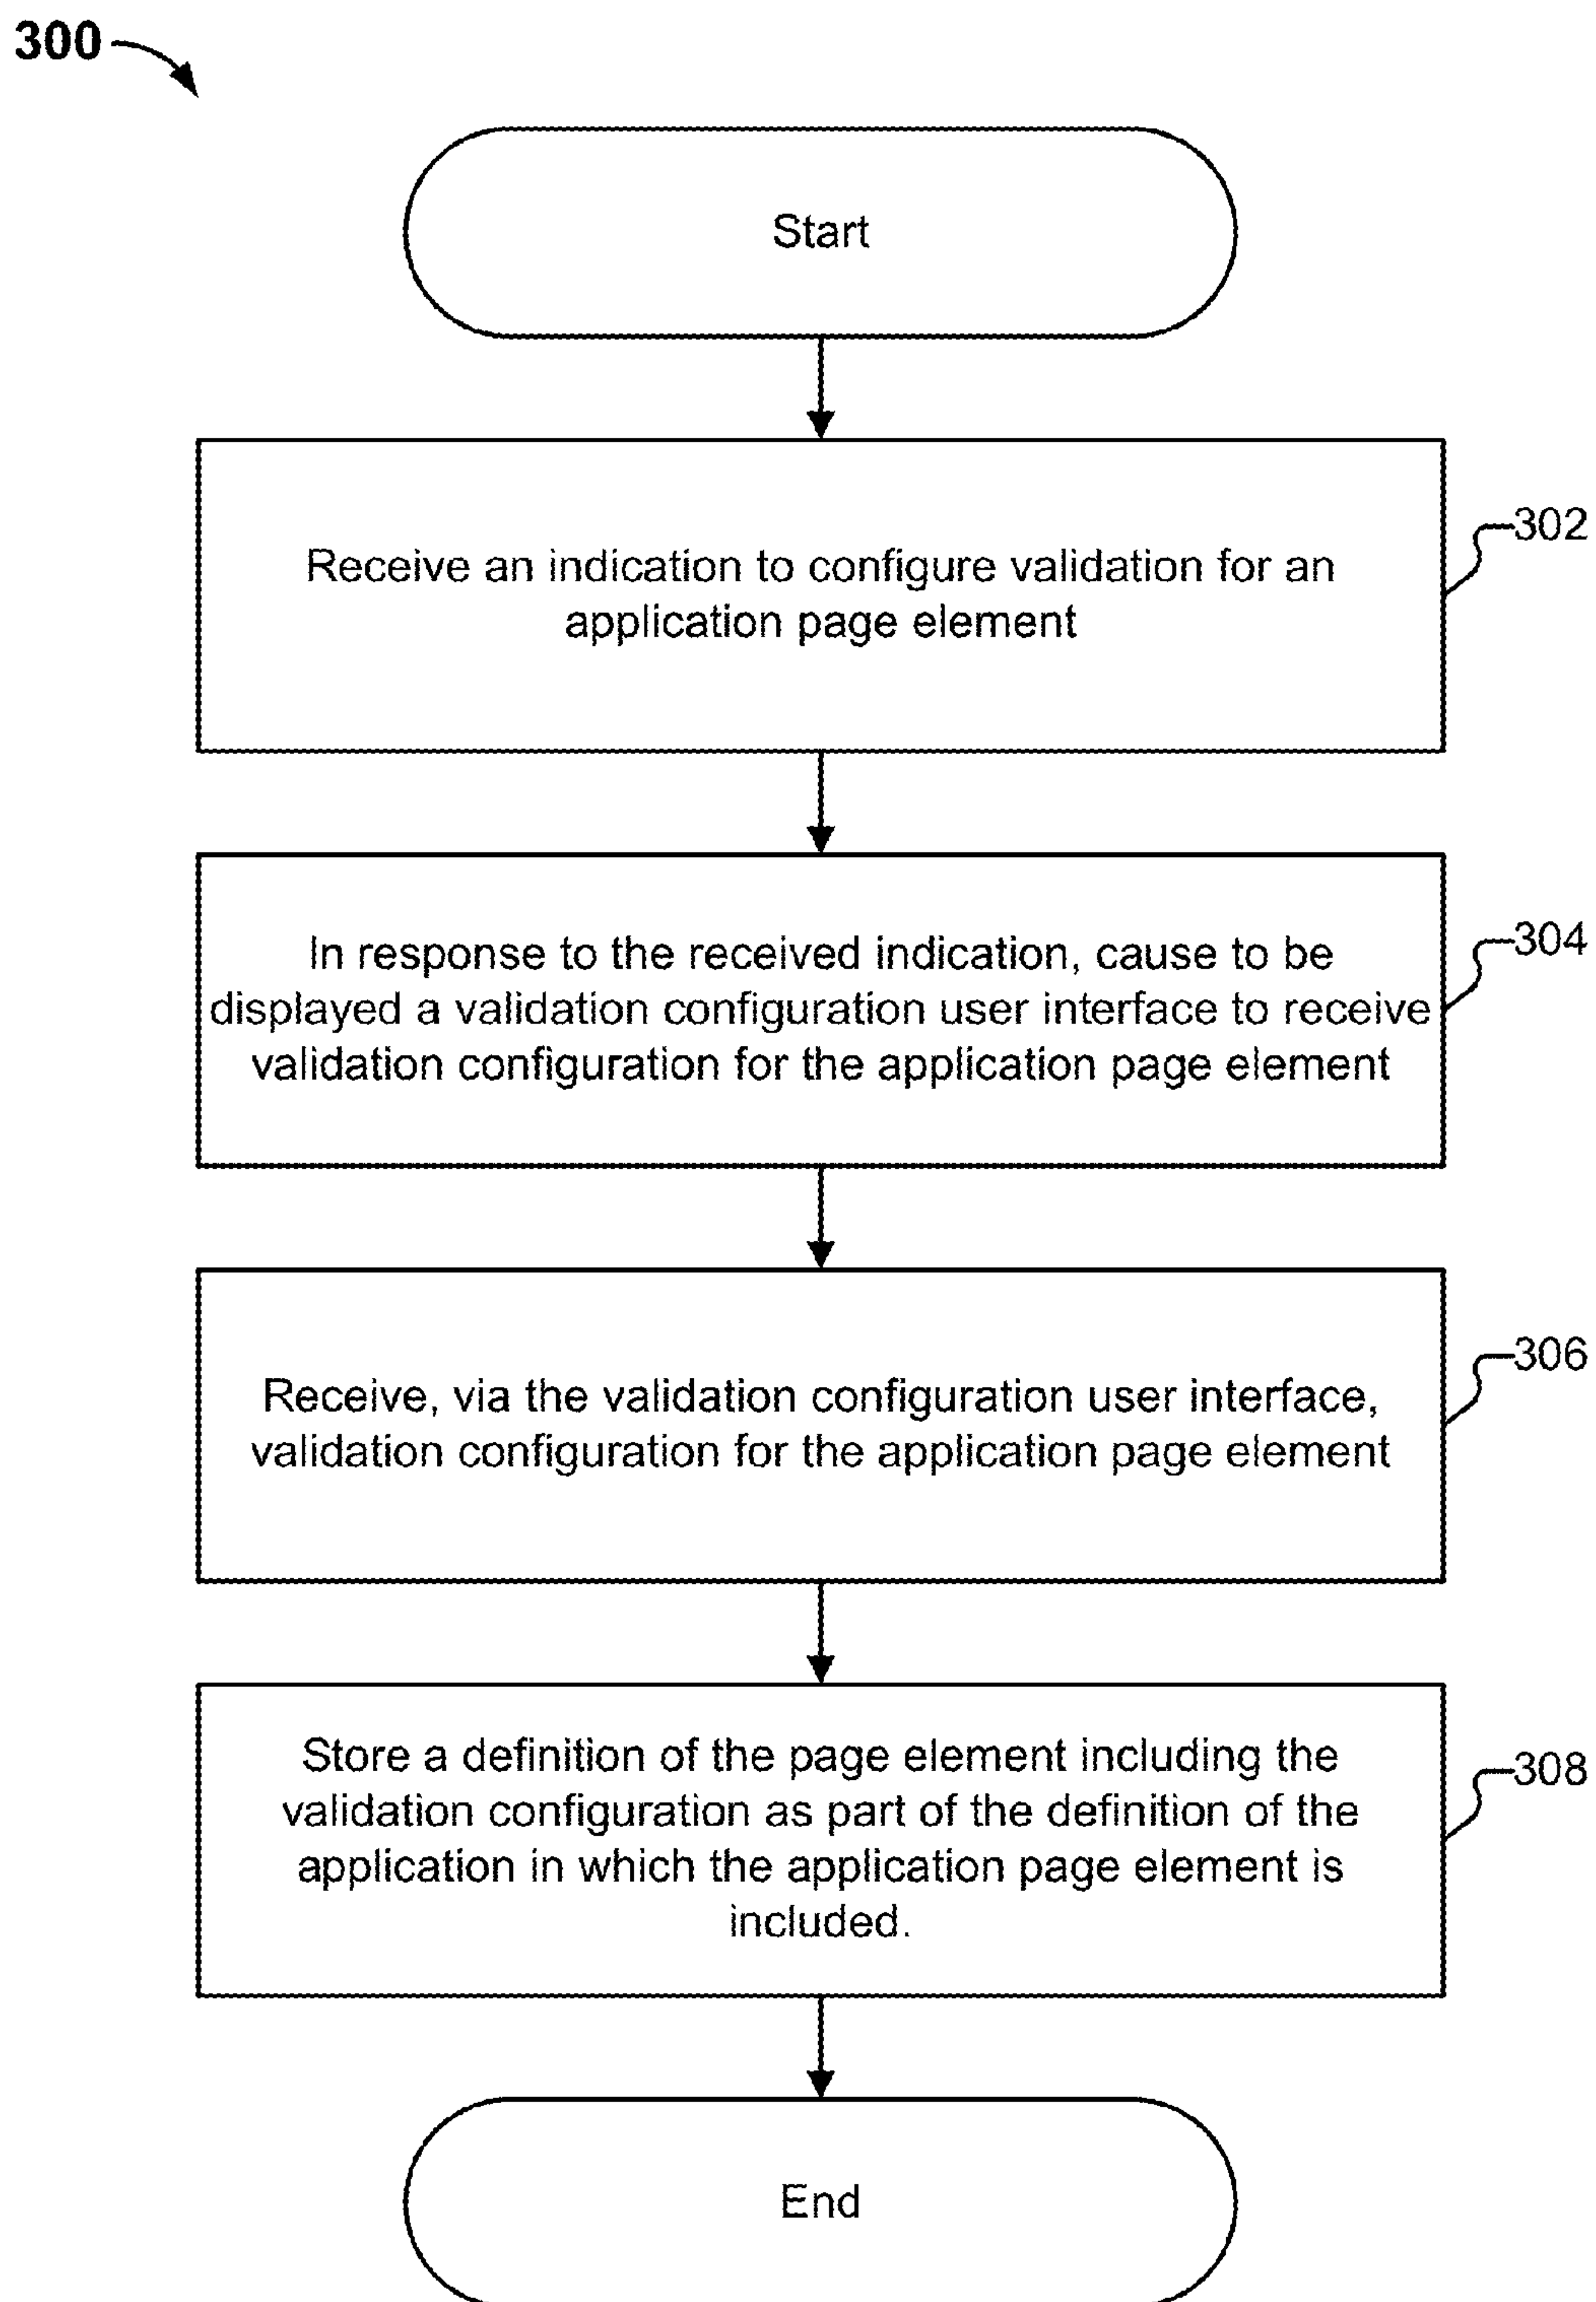 300
Start
Receive an indication to configure validation for an
application page element
302
In response to the received indication, cause to be
displayed a validation configuration user interface to receive
validation configuration for the application page element
304
Receive, via the validation configuration user interface,
validation configuration for the application page element
306
Store a definition of the page element including the
validation configuration as part of the definition of the
application in which the application page element is
included.
308
End